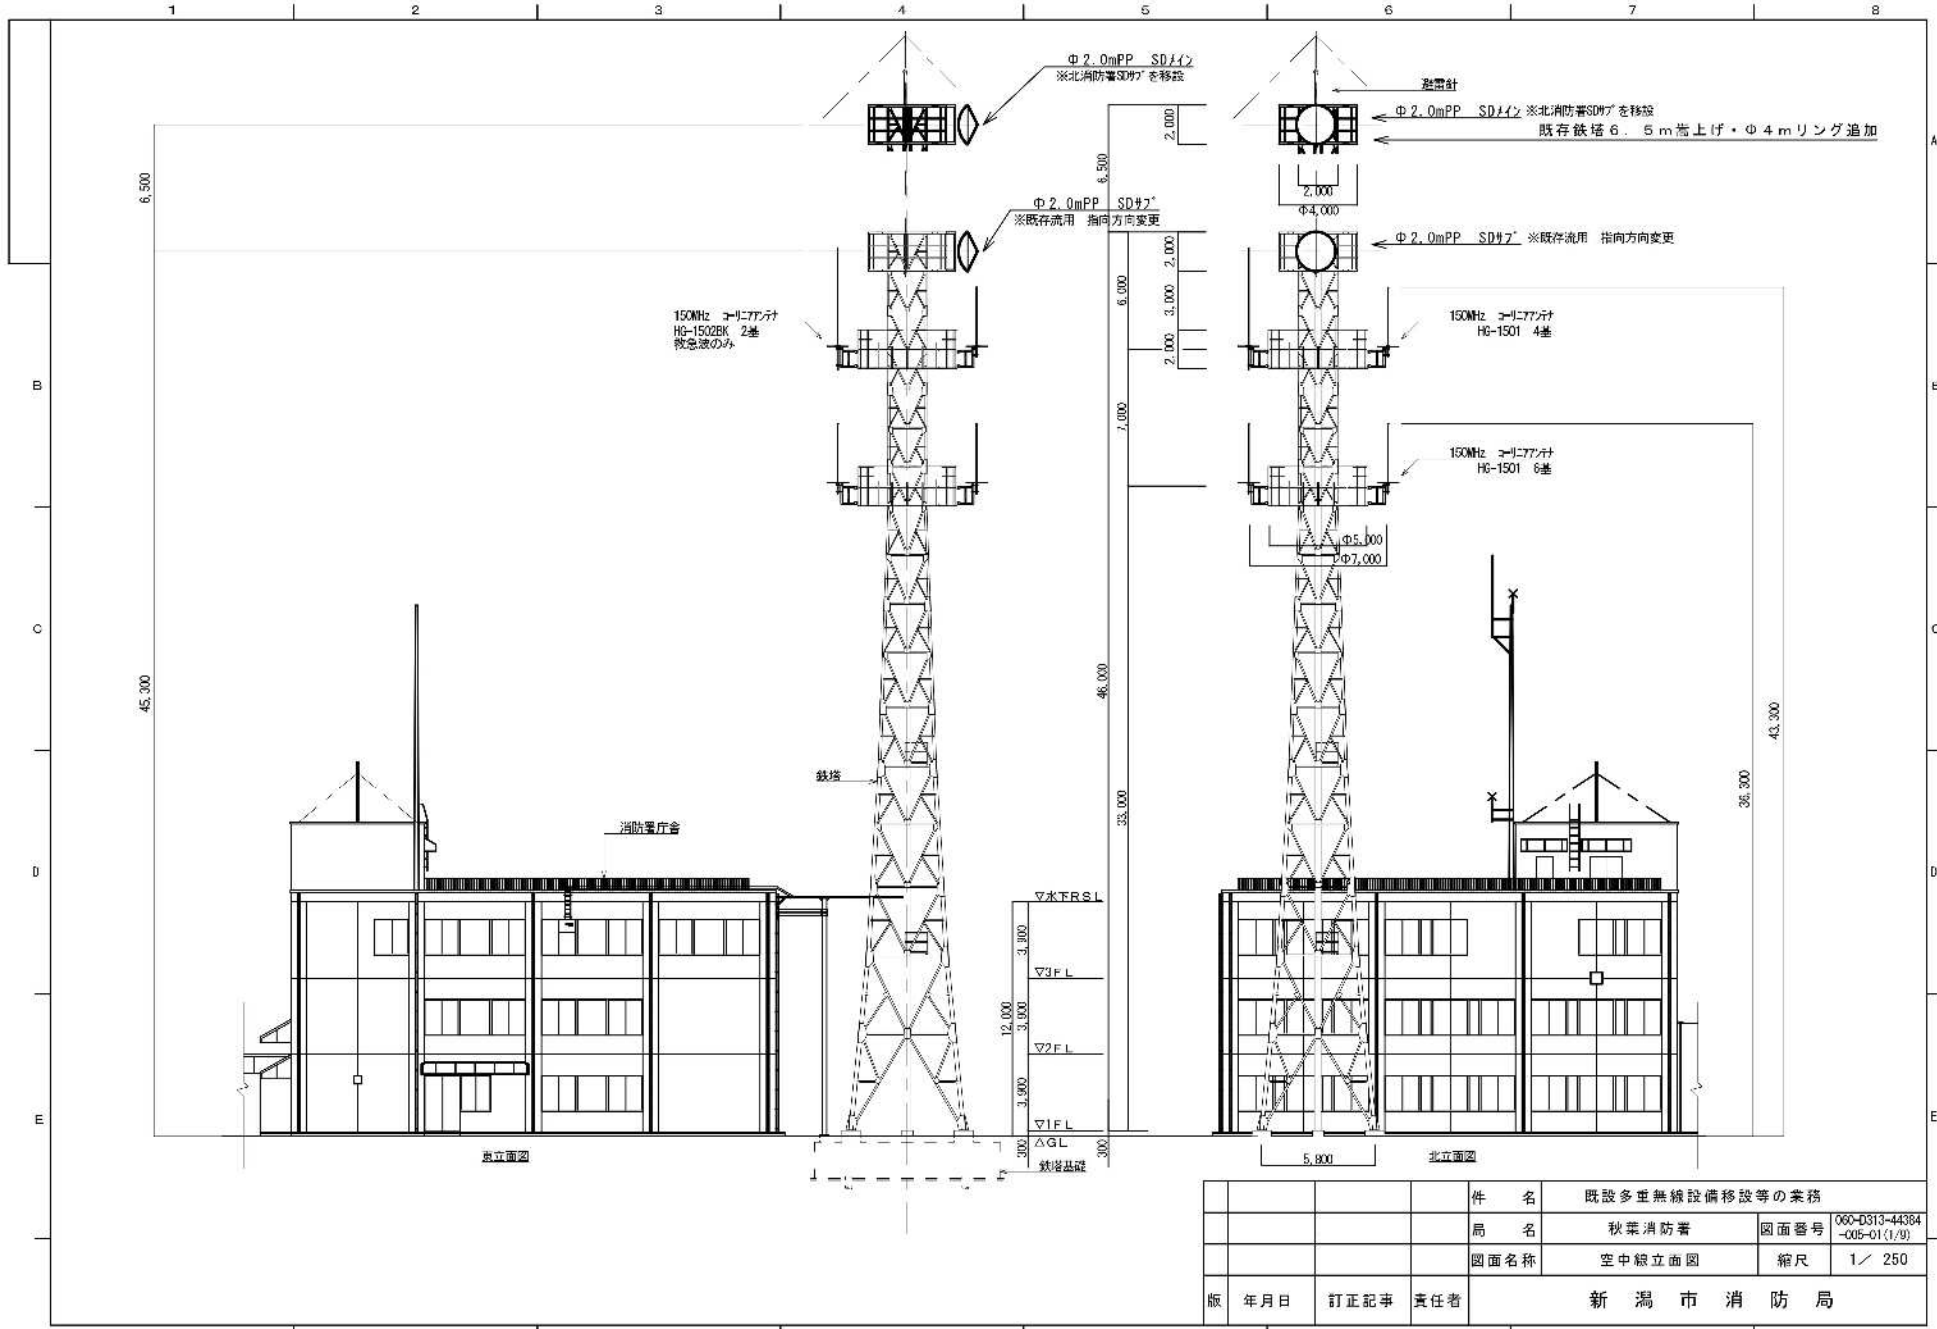 1 2 3 4 5 6 7 8
Φ2.0mPP SDメイン
※北消防署SDサブを移設
避雷針
Φ2.0mPP SDメイン ※北消防署SDサブを移設
既存鉄塔6.5m嵩上げ・Φ4mリング追加
A
2,000
6,500
6,500
2,000
Φ4,000
Φ2.0mPP SDサブ
※既存流用 指向方向変更
Φ2.0mPP SDサブ ※既存流用 指向方向変更
2,000
6,000
3,000
2,000
150MHz コーリニアアンテナ
HG-1502BK 2基
救急波のみ
150MHz コーリニアアンテナ
HG-1501 4基
B
7,000
150MHz コーリニアアンテナ
HG-1501 6基
Φ5,000
Φ7,000
C
C
45,300
46,000
43,300
36,300
33,000
鉄塔
消防署庁舎
D
D
▽水下RSL
3,900
▽3FL
12,000
3,900
▽2FL
3,900
▽1FL
△GL
300
300
鉄塔基礎
E
E
東立面図
5,800
北立面図
件名 既設多重無線設備移設等の業務
局名 秋葉消防署 図面番号 060-D313-44384
-005-01(1/9)
図面名称 空中線立面図 縮尺 1/250
版 年月日 訂正記事 責任者 新潟市消防局